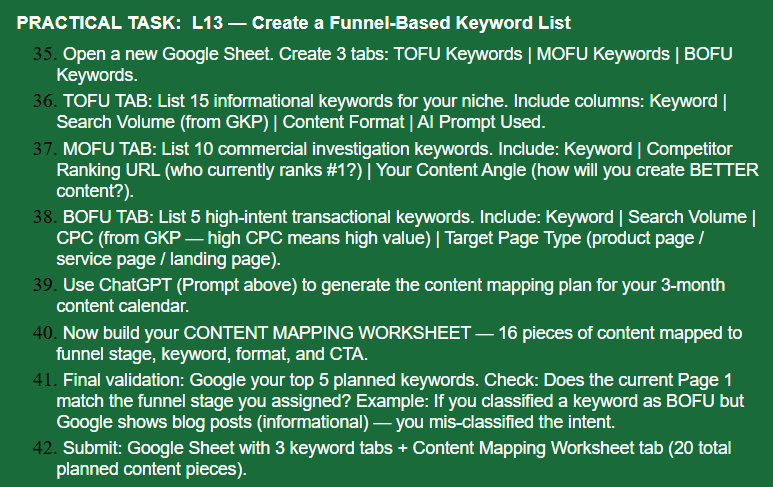 PRACTICAL TASK:  L13 — Create a Funnel-Based Keyword List
35. Open a new Google Sheet. Create 3 tabs: TOFU Keywords | MOFU Keywords | BOFU
Keywords.
36. TOFU TAB: List 15 informational keywords for your niche. Include columns: Keyword |
Search Volume (from GKP) | Content Format | AI Prompt Used.
37. MOFU TAB: List 10 commercial investigation keywords. Include: Keyword | Competitor
Ranking URL (who currently ranks #1?) | Your Content Angle (how will you create BETTER
content?).
38. BOFU TAB: List 5 high-intent transactional keywords. Include: Keyword | Search Volume |
CPC (from GKP — high CPC means high value) | Target Page Type (product page /
service page / landing page).
39. Use ChatGPT (Prompt above) to generate the content mapping plan for your 3-month
content calendar.
40. Now build your CONTENT MAPPING WORKSHEET — 16 pieces of content mapped to
funnel stage, keyword, format, and CTA.
41. Final validation: Google your top 5 planned keywords. Check: Does the current Page 1
match the funnel stage you assigned? Example: If you classified a keyword as BOFU but
Google shows blog posts (informational) — you mis-classified the intent.
42. Submit: Google Sheet with 3 keyword tabs + Content Mapping Worksheet tab (20 total
planned content pieces).